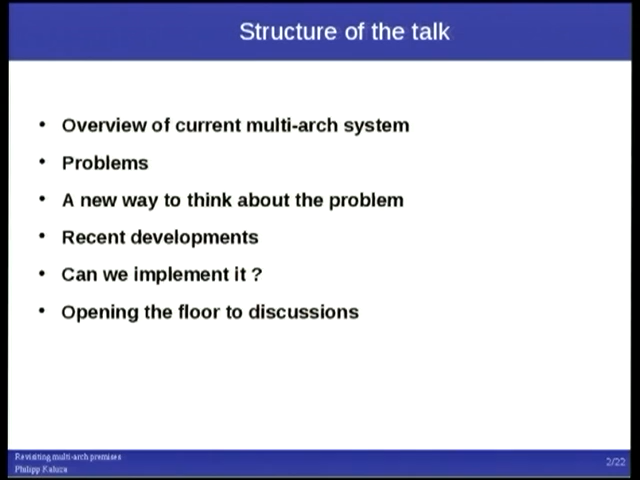 Structure of the talk
• Overview of current multi-arch system
• Problems
• A new way to think about the problem
• Recent developments
• Can we implement it ?
• Opening the floor to discussions
Revisiting multi-arch premises
Philipp Kaluza
2/22